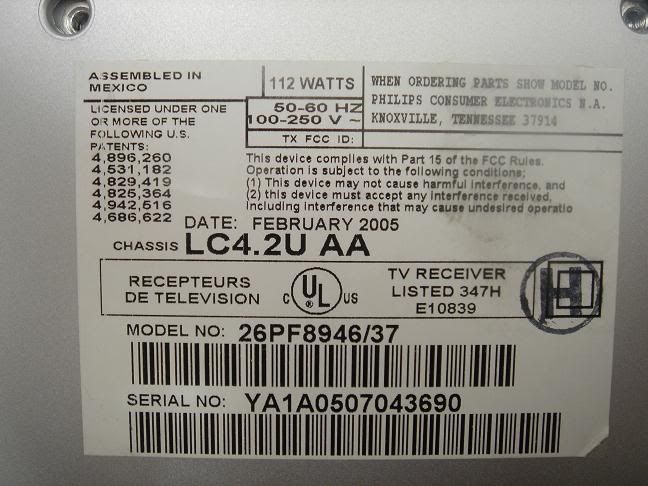 ASSEMBLED IN
MEXICO
112 WATTS
50-60 HZ
100-250 V ~
TX FCC ID:
WHEN ORDERING PARTS SHOW MODEL NO.
PHILIPS CONSUMER ELECTRONICS N.A.
KNOXVILLE, TENNESSEE 37914
LICENSED UNDER ONE
OR MORE OF THE
FOLLOWING U.S.
PATENTS:
4,896,260
4,531,182
4,829,419
4,825,364
4,942,516
4,686,622
This device complies with Part 15 of the FCC Rules.
Operation is subject to the following conditions;
(1) This device may not cause harmful interference, and
(2) this device must accept any interference received,
including interference that may cause undesired operatio
DATE: FEBRUARY 2005
CHASSIS LC4.2U AA
RECEPTEURS
DE TELEVISION
C UL ® US
TV RECEIVER
LISTED 347H
E10839
H
MODEL NO: 26PF8946/37
SERIAL NO: YA1A0507043690